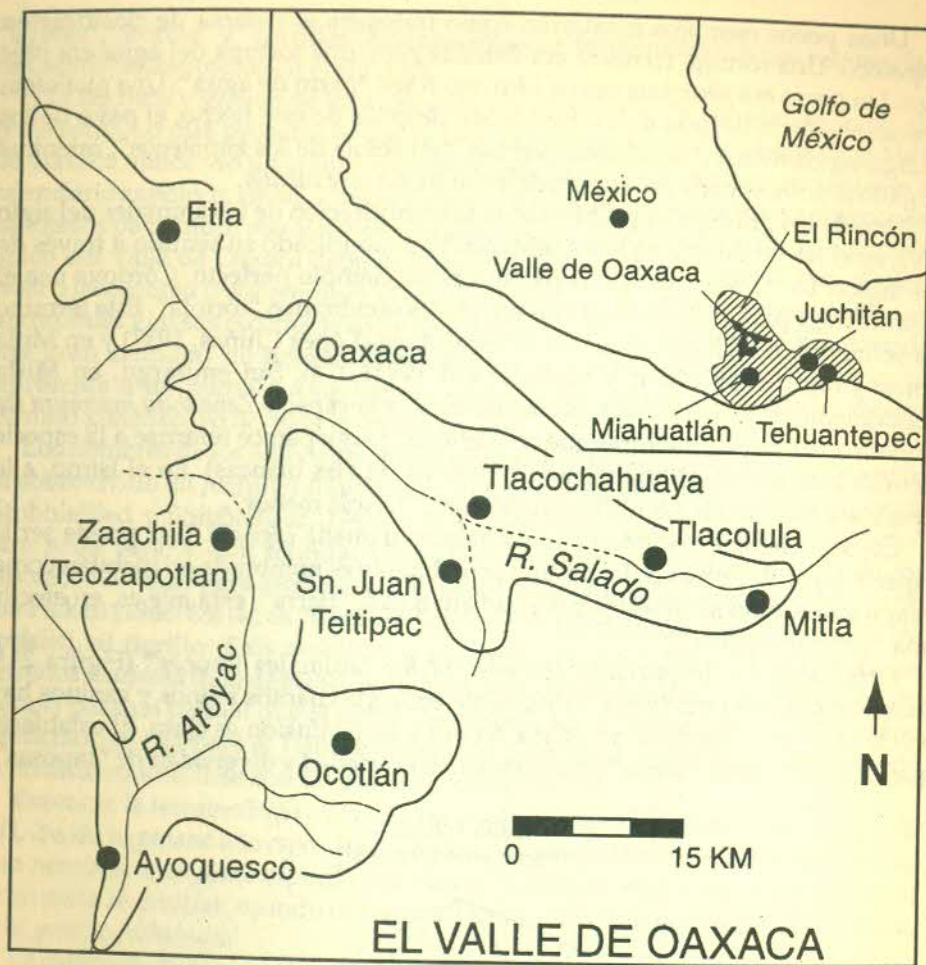 Golfo de
México
México
El Rincón
Valle de Oaxaca
Juchitán
Miahuatlán
Tehuantepec
Etla
Oaxaca
Tlacochahuaya
Tlacolula
Zaachila
(Teozapotlan)
Sn. Juan
Teitipac
R. Salado
Mitla
R. Atoyac
Ocotlán
N
0 15 KM
Ayoquesco
EL VALLE DE OAXACA